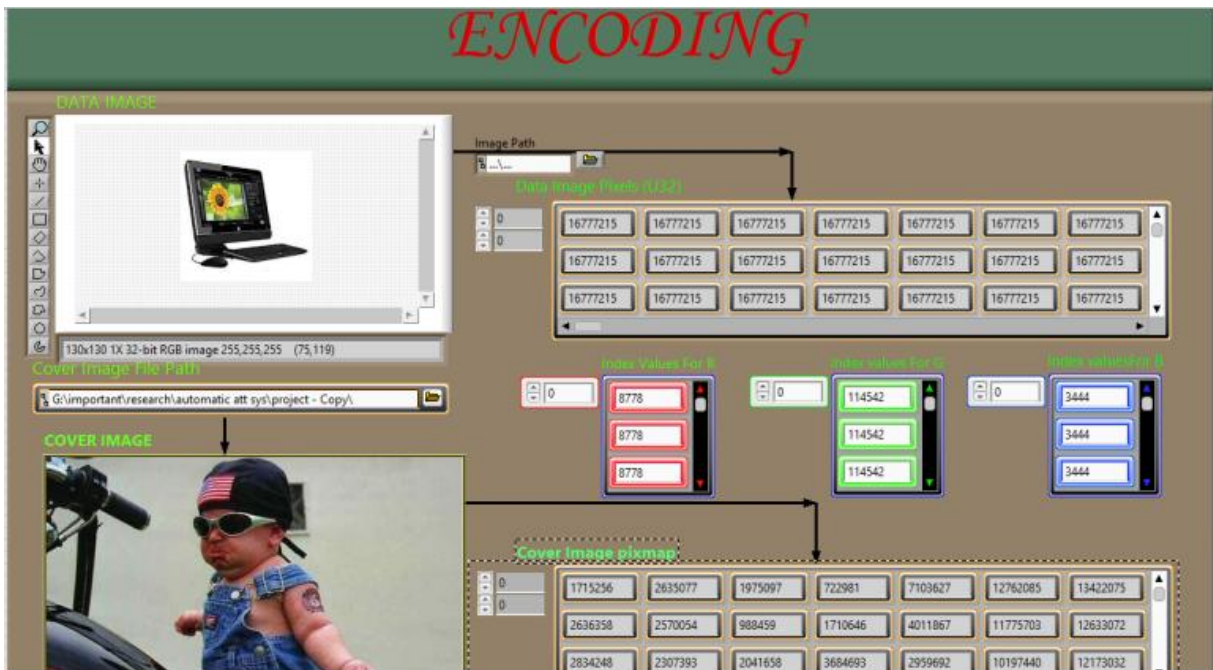 ENCODING
DATA IMAGE
Image Path
...\...
Data Image Pixels (U32)
0
0
16777215 16777215 16777215 16777215 16777215 16777215 16777215
16777215 16777215 16777215 16777215 16777215 16777215 16777215
16777215 16777215 16777215 16777215 16777215 16777215 16777215
130x130 1X 32-bit RGB image 255,255,255 (75,119)
Cover Image File Path
G:\important\research\automatic att sys\project - Copy\
Index Values For R
0
8778
8778
8778
Index values For G
0
114542
114542
114542
Index valuesFor B
0
3444
3444
3444
COVER IMAGE
Cover Image pixmap
0
0
1715256 2635077 1975097 722981 7103627 12762085 13422075
2636358 2570054 988459 1710646 4011867 11775703 12633072
2834248 2307393 2041658 3684693 2959692 10197440 12173032